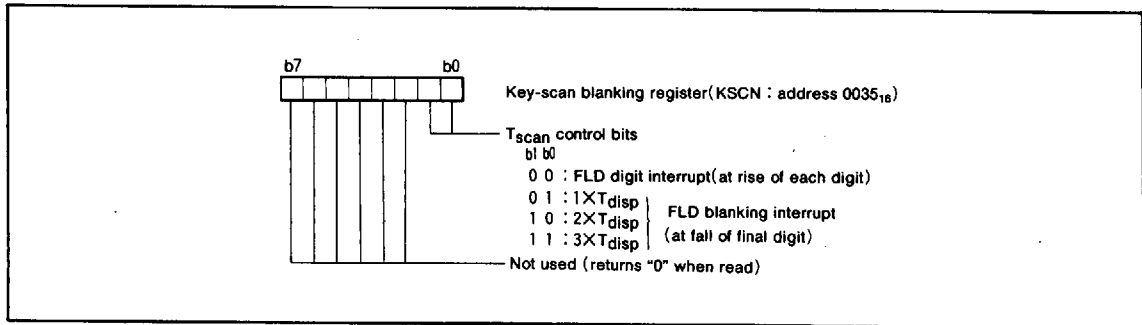 b7 b0
Key-scan blanking register(KSCN : address 0035₁₆)
Tscan control bits
b1 b0
0 0 : FLD digit interrupt(at rise of each digit)
0 1 : 1×Tdisp
1 0 : 2×Tdisp
1 1 : 3×Tdisp
FLD blanking interrupt
(at fall of final digit)
Not used (returns "0" when read)